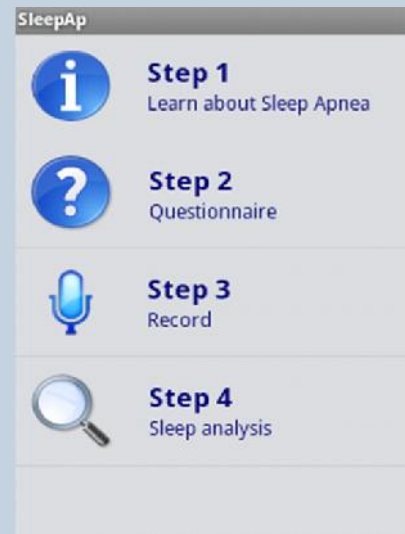 SleepAp
Step 1
Learn about Sleep Apnea
Step 2
Questionnaire
Step 3
Record
Step 4
Sleep analysis